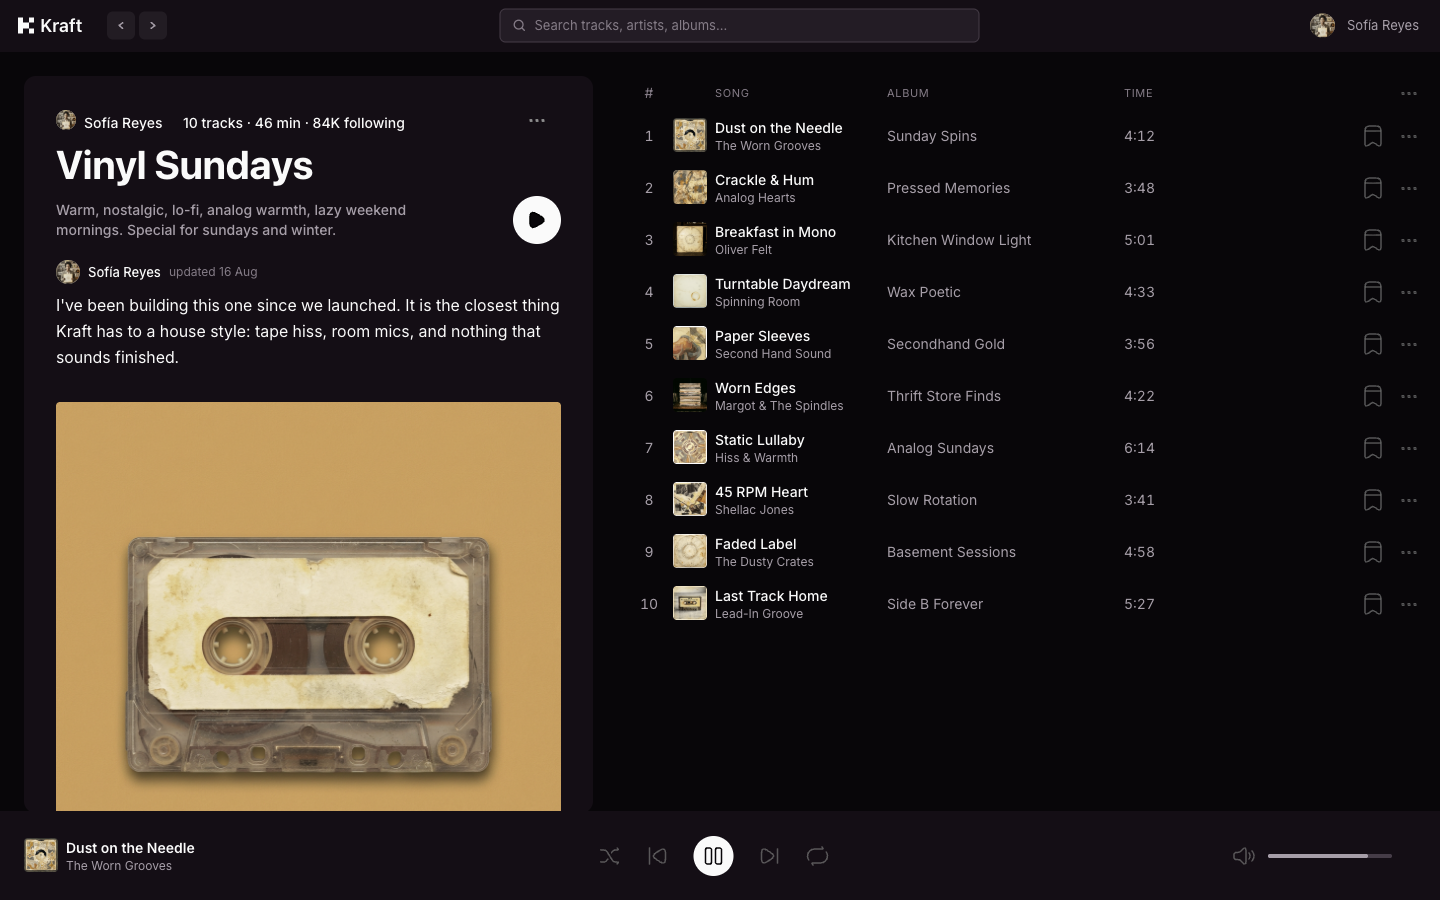 Kraft
Search tracks, artists, albums...
Sofía Reyes
Sofía Reyes 10 tracks · 46 min · 84K following
Vinyl Sundays
Warm, nostalgic, lo-fi, analog warmth, lazy weekend
mornings. Special for sundays and winter.
Sofía Reyes updated 16 Aug
I've been building this one since we launched. It is the closest thing
Kraft has to a house style: tape hiss, room mics, and nothing that
sounds finished.
# SONG ALBUM TIME
1 Dust on the Needle Sunday Spins 4:12
The Worn Grooves
2 Crackle & Hum Pressed Memories 3:48
Analog Hearts
3 Breakfast in Mono Kitchen Window Light 5:01
Oliver Felt
4 Turntable Daydream Wax Poetic 4:33
Spinning Room
5 Paper Sleeves Secondhand Gold 3:56
Second Hand Sound
6 Worn Edges Thrift Store Finds 4:22
Margot & The Spindles
7 Static Lullaby Analog Sundays 6:14
Hiss & Warmth
8 45 RPM Heart Slow Rotation 3:41
Shellac Jones
9 Faded Label Basement Sessions 4:58
The Dusty Crates
10 Last Track Home Side B Forever 5:27
Lead-In Groove
Dust on the Needle
The Worn Grooves